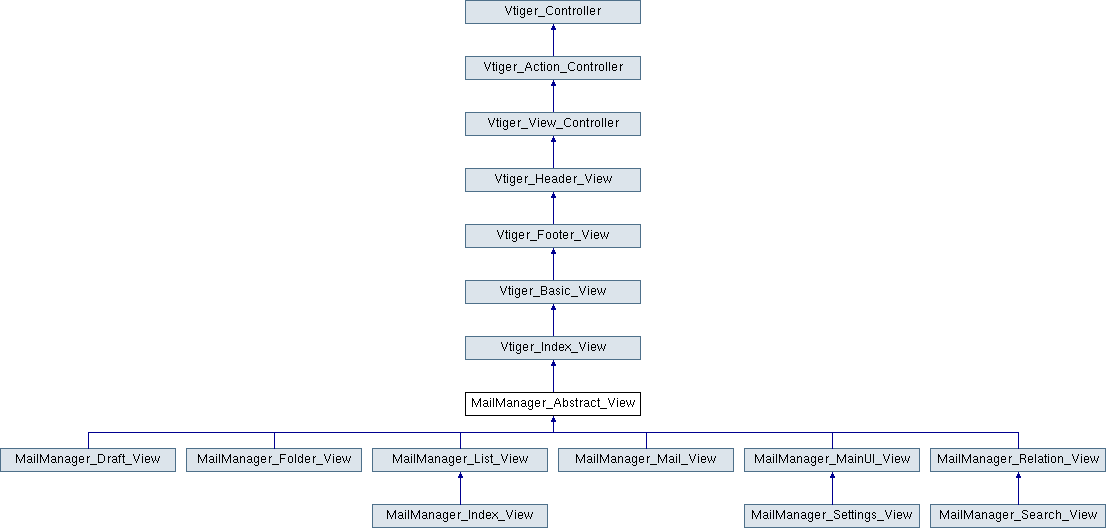 Vtiger_Controller
Vtiger_Action_Controller
Vtiger_View_Controller
Vtiger_Header_View
Vtiger_Footer_View
Vtiger_Basic_View
Vtiger_Index_View
MailManager_Abstract_View
MailManager_Draft_View MailManager_Folder_View MailManager_List_View MailManager_Mail_View MailManager_MainUI_View MailManager_Relation_View
MailManager_Index_View MailManager_Settings_View MailManager_Search_View